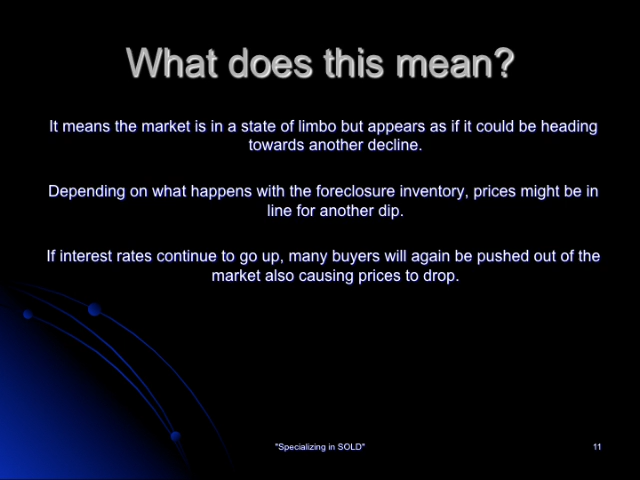 What does this mean?
It means the market is in a state of limbo but appears as if it could be heading
towards another decline.
Depending on what happens with the foreclosure inventory, prices might be in
line for another dip.
If interest rates continue to go up, many buyers will again be pushed out of the
market also causing prices to drop.
"Specializing in SOLD"
11